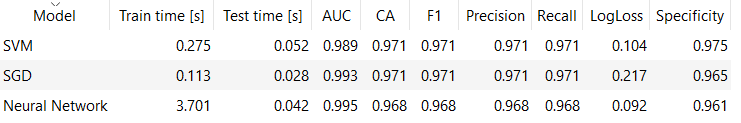 Model Train time [s] Test time [s] AUC CA F1 Precision Recall LogLoss Specificity
SVM 0.275 0.052 0.989 0.971 0.971 0.971 0.971 0.104 0.975
SGD 0.113 0.028 0.993 0.971 0.971 0.971 0.971 0.217 0.965
Neural Network 3.701 0.042 0.995 0.968 0.968 0.968 0.968 0.092 0.961